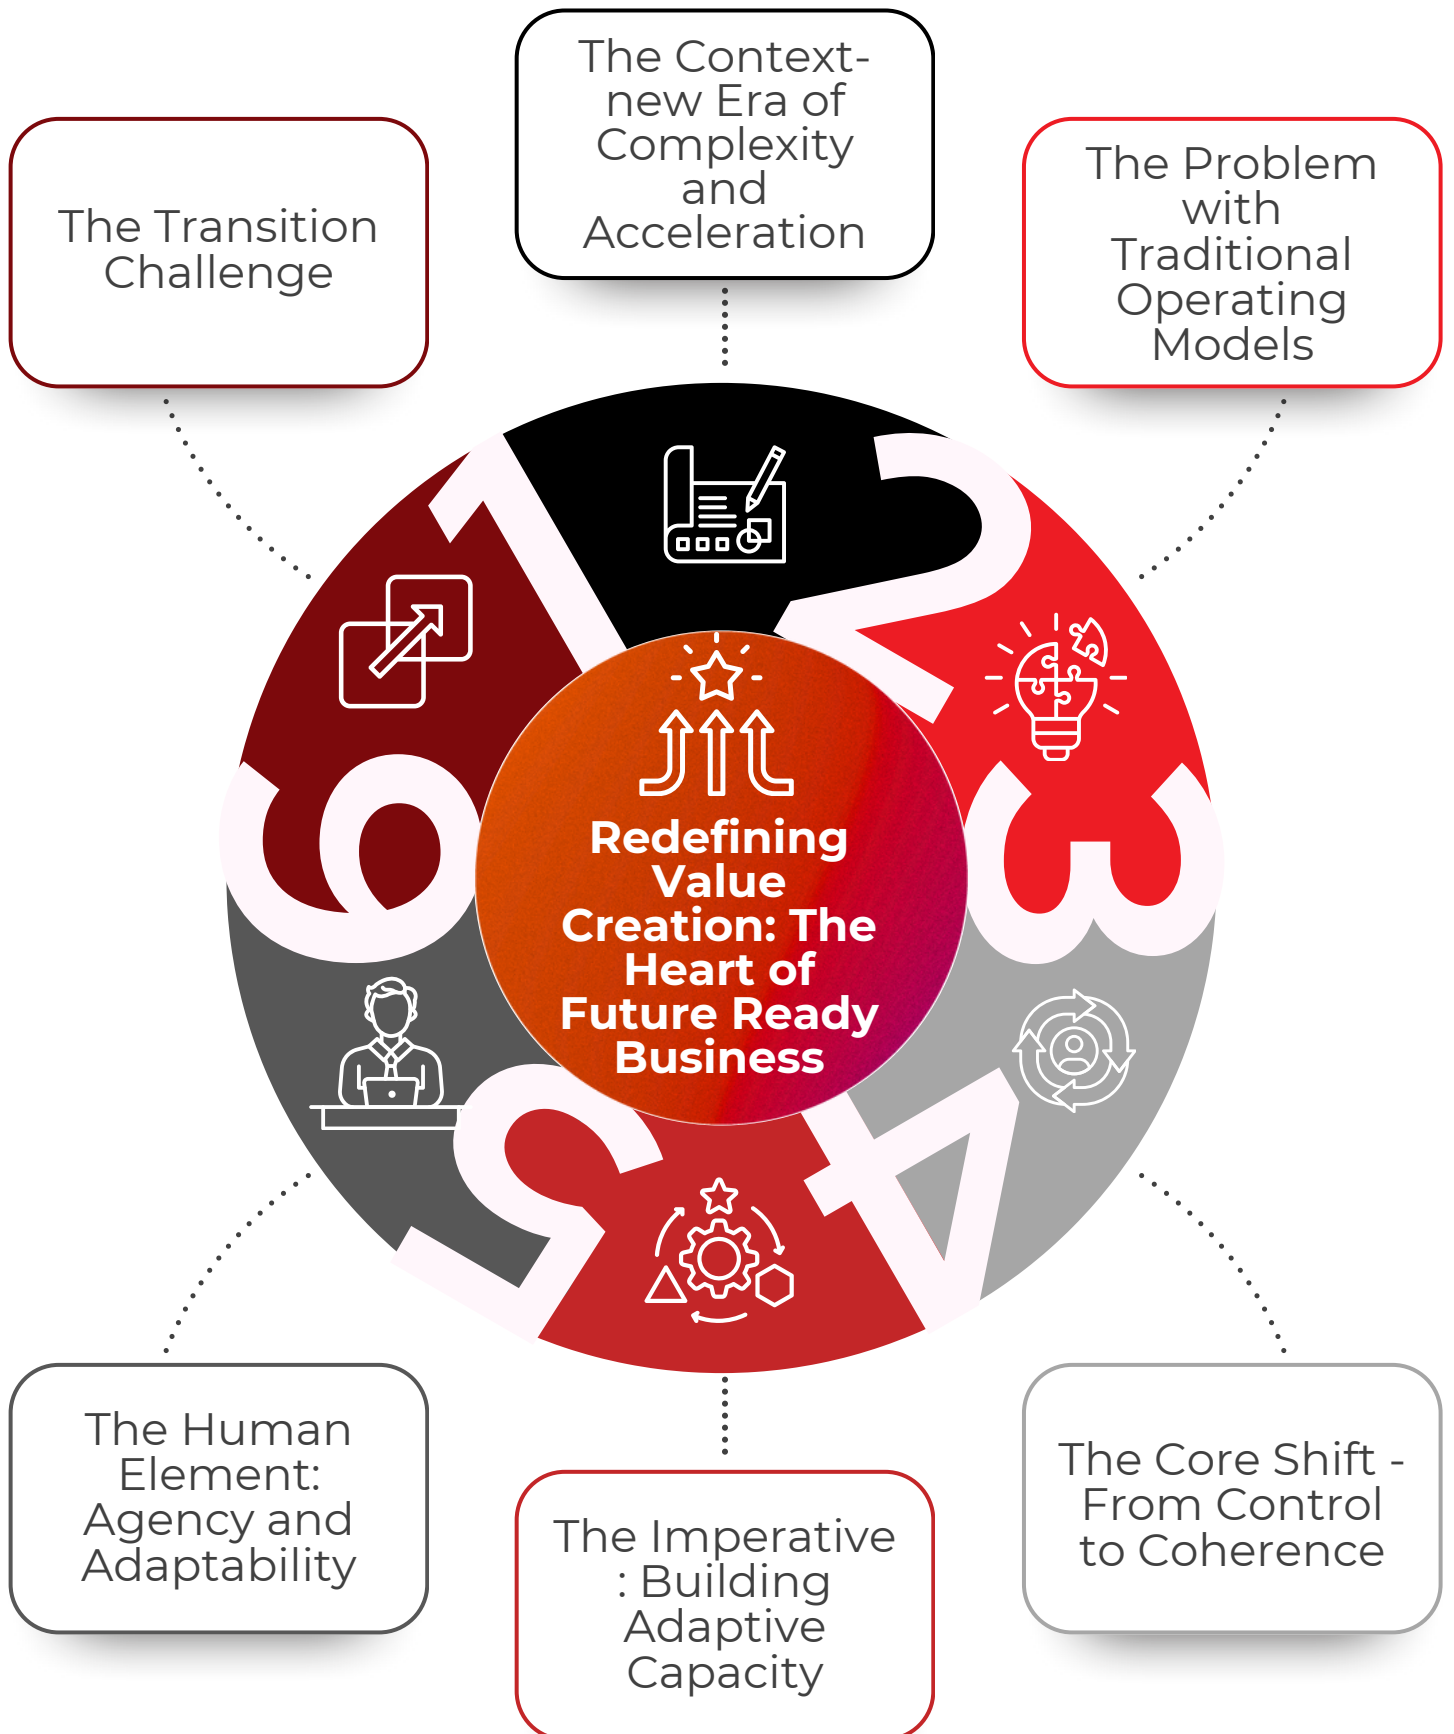 The Context-
new Era of
Complexity
and
Acceleration
The Transition
Challenge
The Problem
with
Traditional
Operating
Models
1
2
3
4
5
6
Redefining
Value
Creation: The
Heart of
Future Ready
Business
The Human
Element:
Agency and
Adaptability
The Imperative
: Building
Adaptive
Capacity
The Core Shift -
From Control
to Coherence